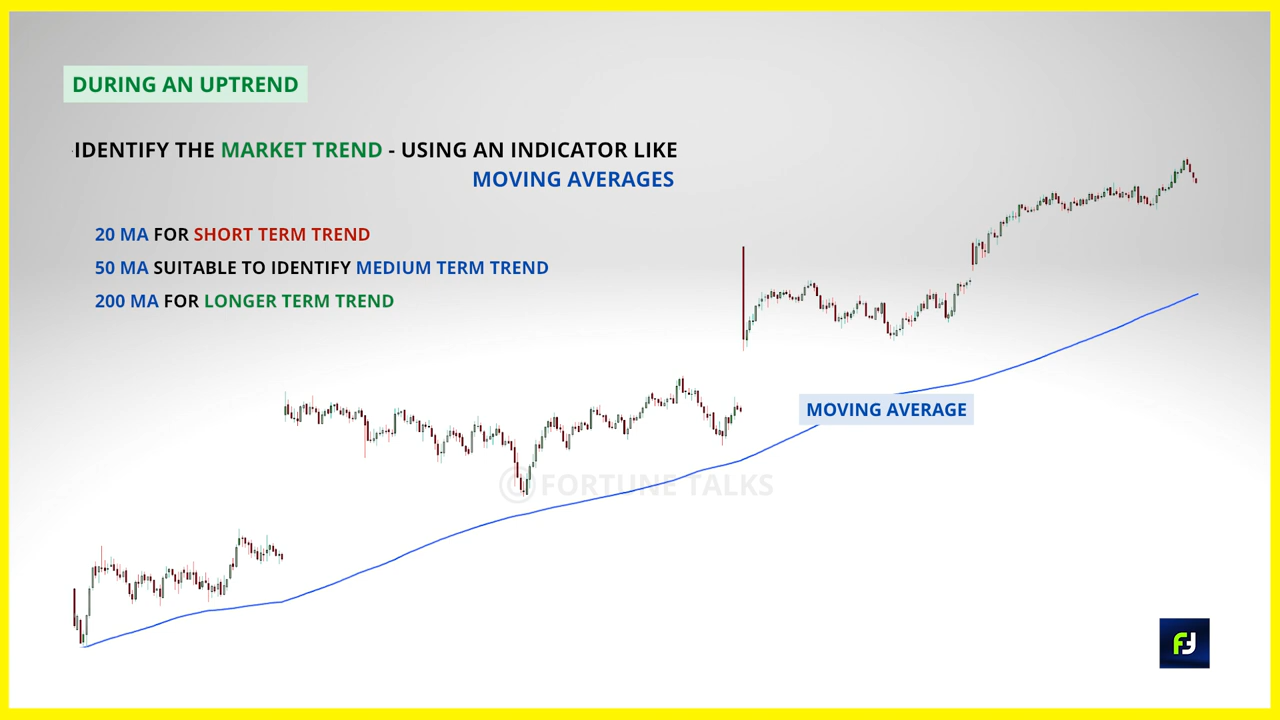 DURING AN UPTREND
IDENTIFY THE MARKET TREND - USING AN INDICATOR LIKE
MOVING AVERAGES
20 MA FOR SHORT TERM TREND
50 MA SUITABLE TO IDENTIFY MEDIUM TERM TREND
200 MA FOR LONGER TERM TREND
MOVING AVERAGE
© FORTUNE TALKS